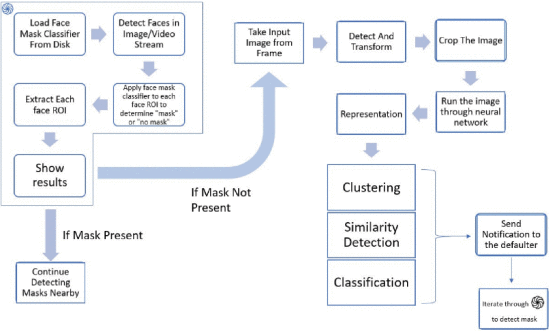 Load Face
Mask Classifier
From Disk
Detect Faces in
Image/Video
Stream
Apply face mask
classifier to each
face ROI to
determine "mask"
or "no mask"
Extract Each
face ROI
Show
results
If Mask Present
Continue
Detecting
Masks Nearby
If Mask Not
Present
Take Input
Image from
Frame
Detect And
Transform
Crop The Image
Run the image
through neural
network
Representation
Clustering
Similarity
Detection
Classification
Send
Notification to
the defaulter
Iterate through
to detect mask